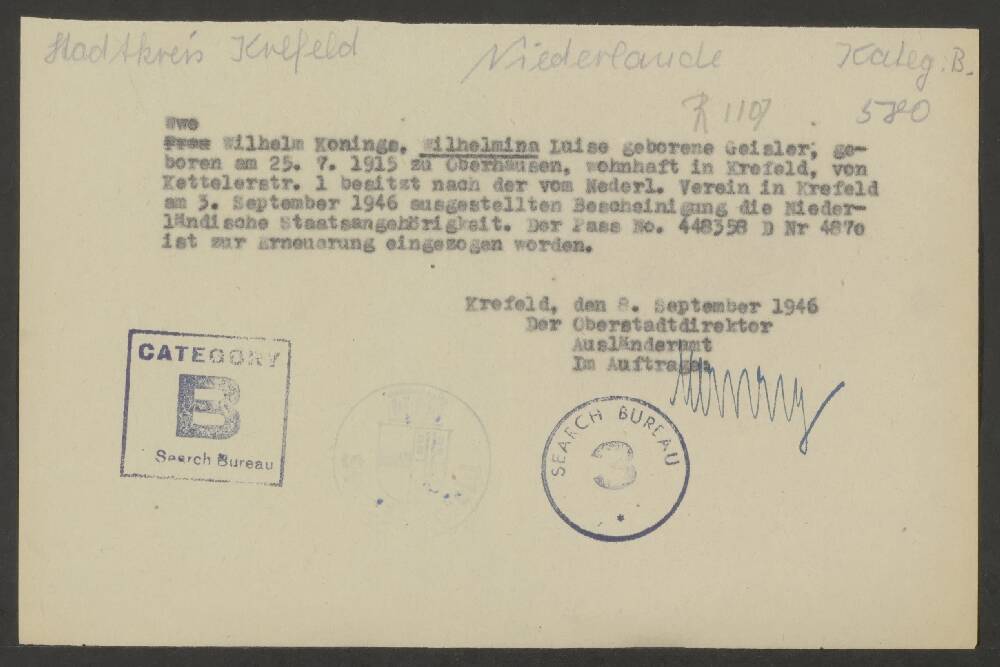 Stadtkreis Krefeld Niederlande Kateg. B.
R 1107 580
Wwe
Frau Wilhelm Konings, Wilhelmina Luise geborene Geisler, ge-
boren am 25. 7. 1915 zu Oberhausen, wohnhaft in Krefeld, von
Kettelerstr. 1 besitzt nach der vom Nederl. Verein in Krefeld
am 3. September 1946 ausgestellten Bescheinigung die Nieder-
ländische Staatsangehörigkeit. Der Pass No. 448358 D Nr 487o
ist zur Erneuerung eingezogen worden.
Krefeld, den 8. September 1946
Der Oberstadtdirektor
Ausländeramt
Im Auftrage:
CATEGORY
B
Search Bureau
SEARCH BUREAU
3